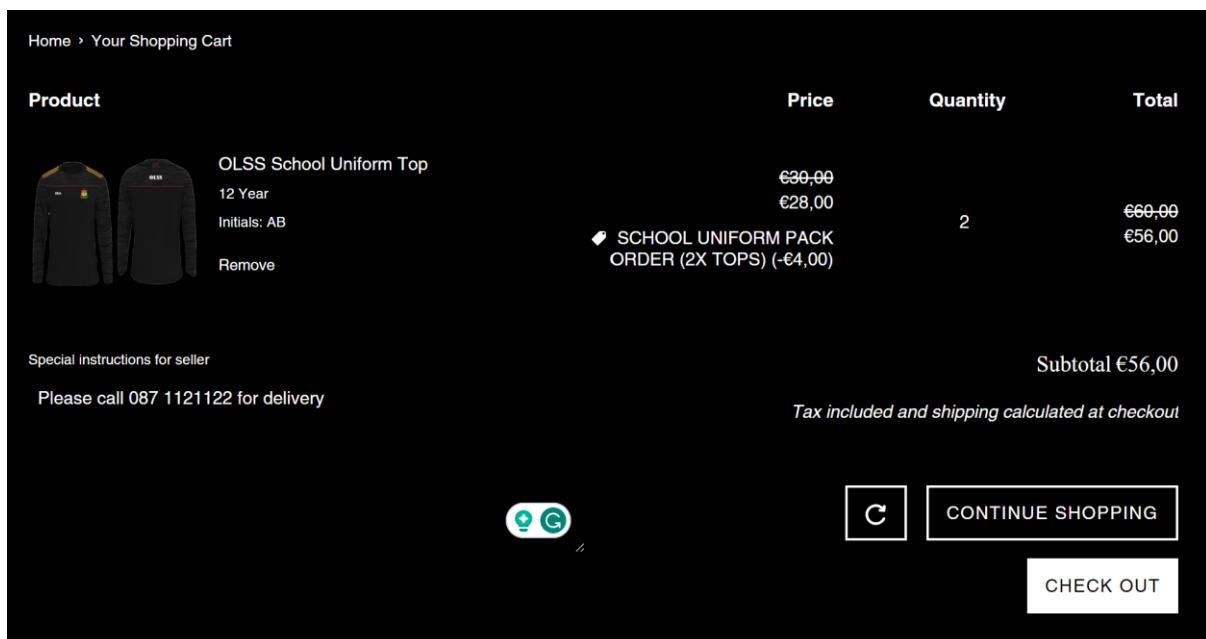 Home › Your Shopping Cart
Product Price Quantity Total
OLSS
OLSS School Uniform Top
12 Year
Initials: AB
Remove
€30,00
€28,00
SCHOOL UNIFORM PACK
ORDER (2X TOPS) (-€4,00)
2
€60,00
€56,00
Special instructions for seller
Please call 087 1121122 for delivery
Subtotal €56,00
Tax included and shipping calculated at checkout
CONTINUE SHOPPING
CHECK OUT